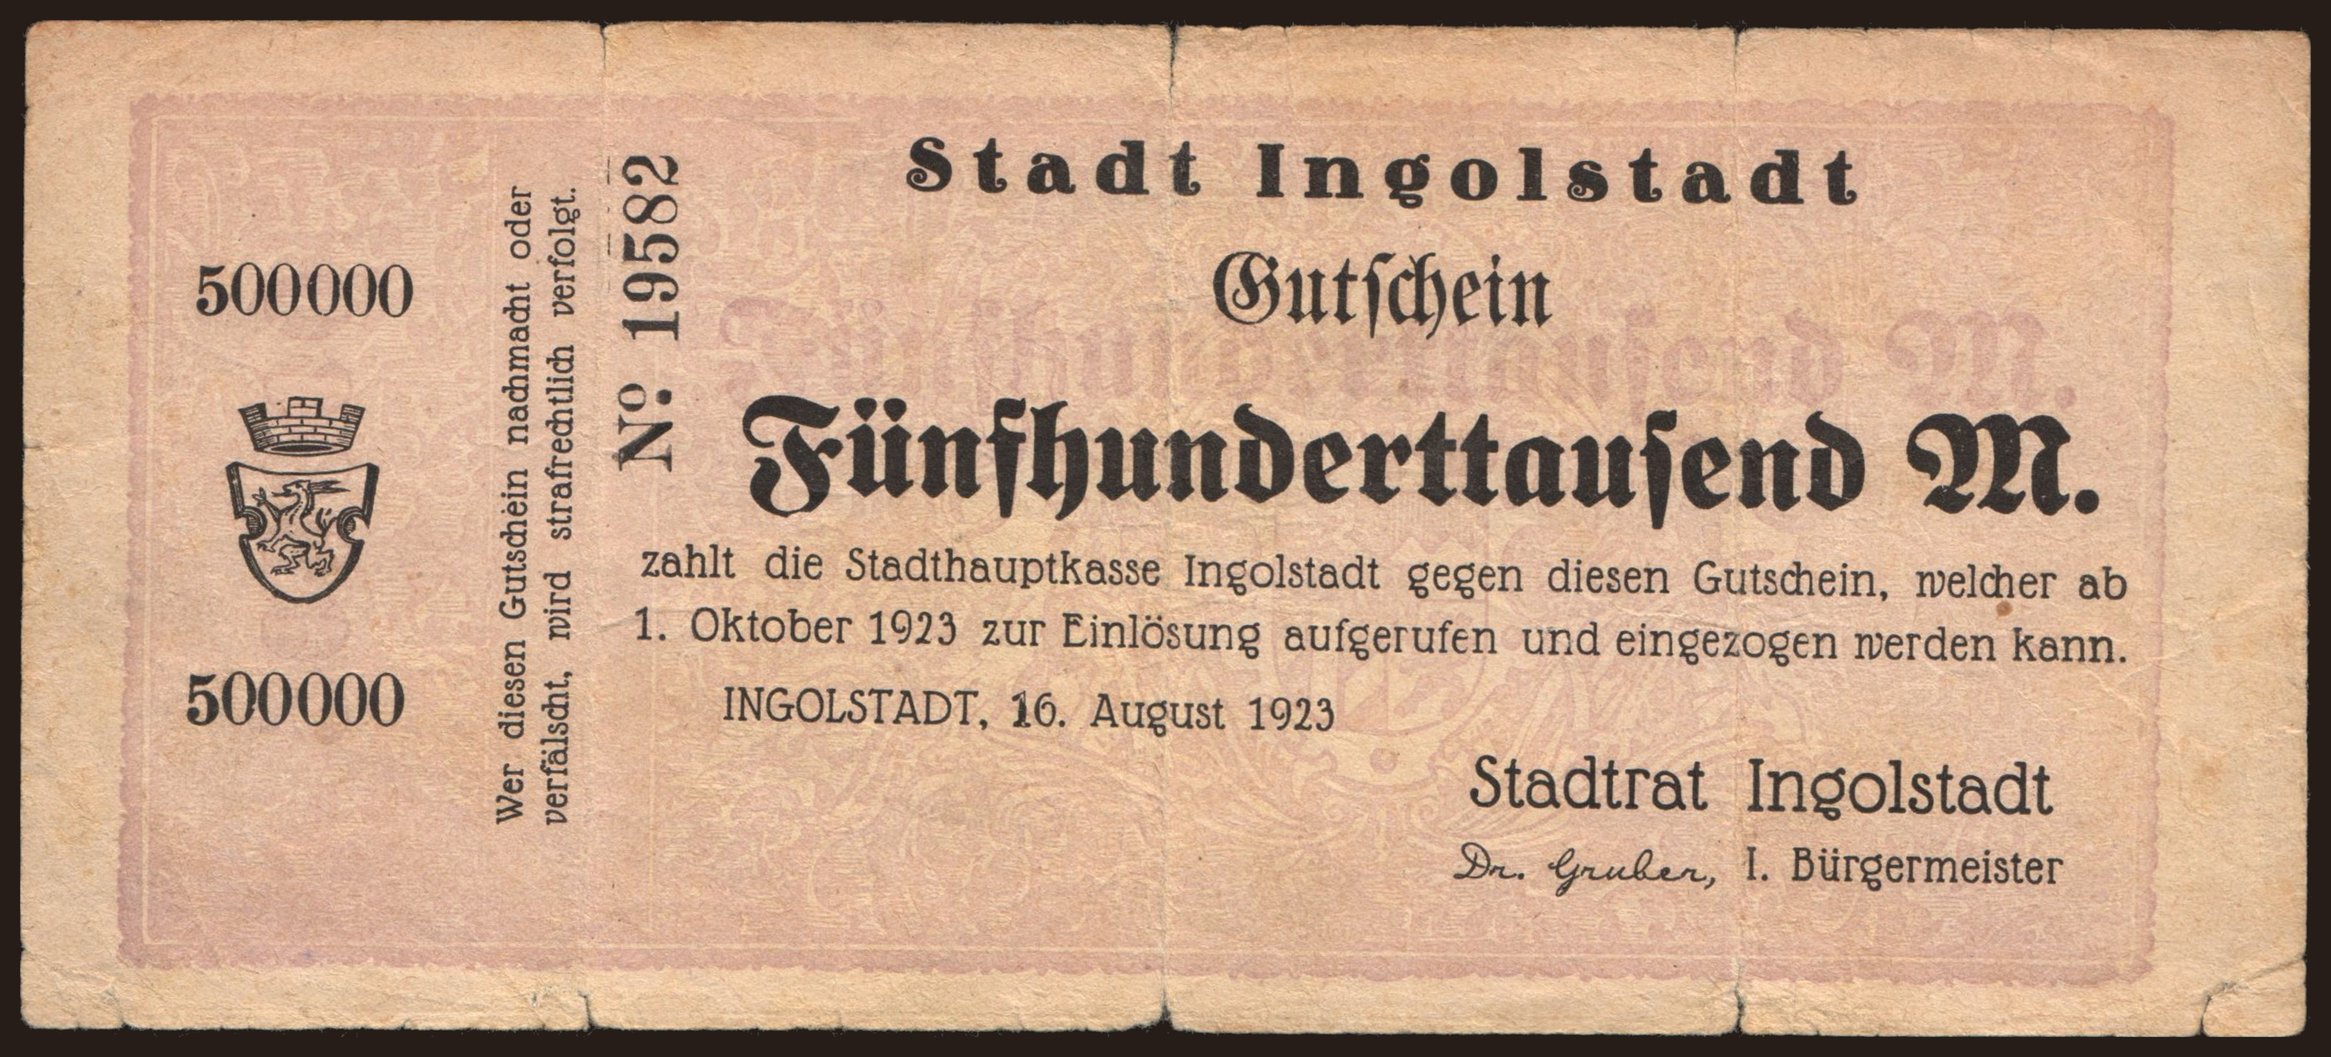 Stadt Ingolstadt
Gutschein
Fünfhunderttausend M.
zahlt die Stadthauptkasse Ingolstadt gegen diesen Gutschein, welcher ab
1. Oktober 1923 zur Einlösung aufgerufen und eingezogen werden kann.
INGOLSTADT, 16. August 1923
Stadtrat Ingolstadt
Dr. Gruber, I. Bürgermeister
500000
500000
Wer diesen Gutschein nachmacht oder
verfälscht, wird strafrechtlich verfolgt.
No. 19582
Fünfhunderttausend M.